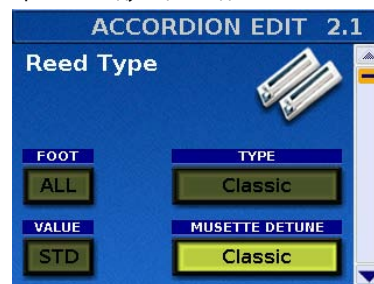 ACCORDION EDIT 2.1
Reed Type
FOOT TYPE
ALL Classic
VALUE MUSETTE DETUNE
STD Classic